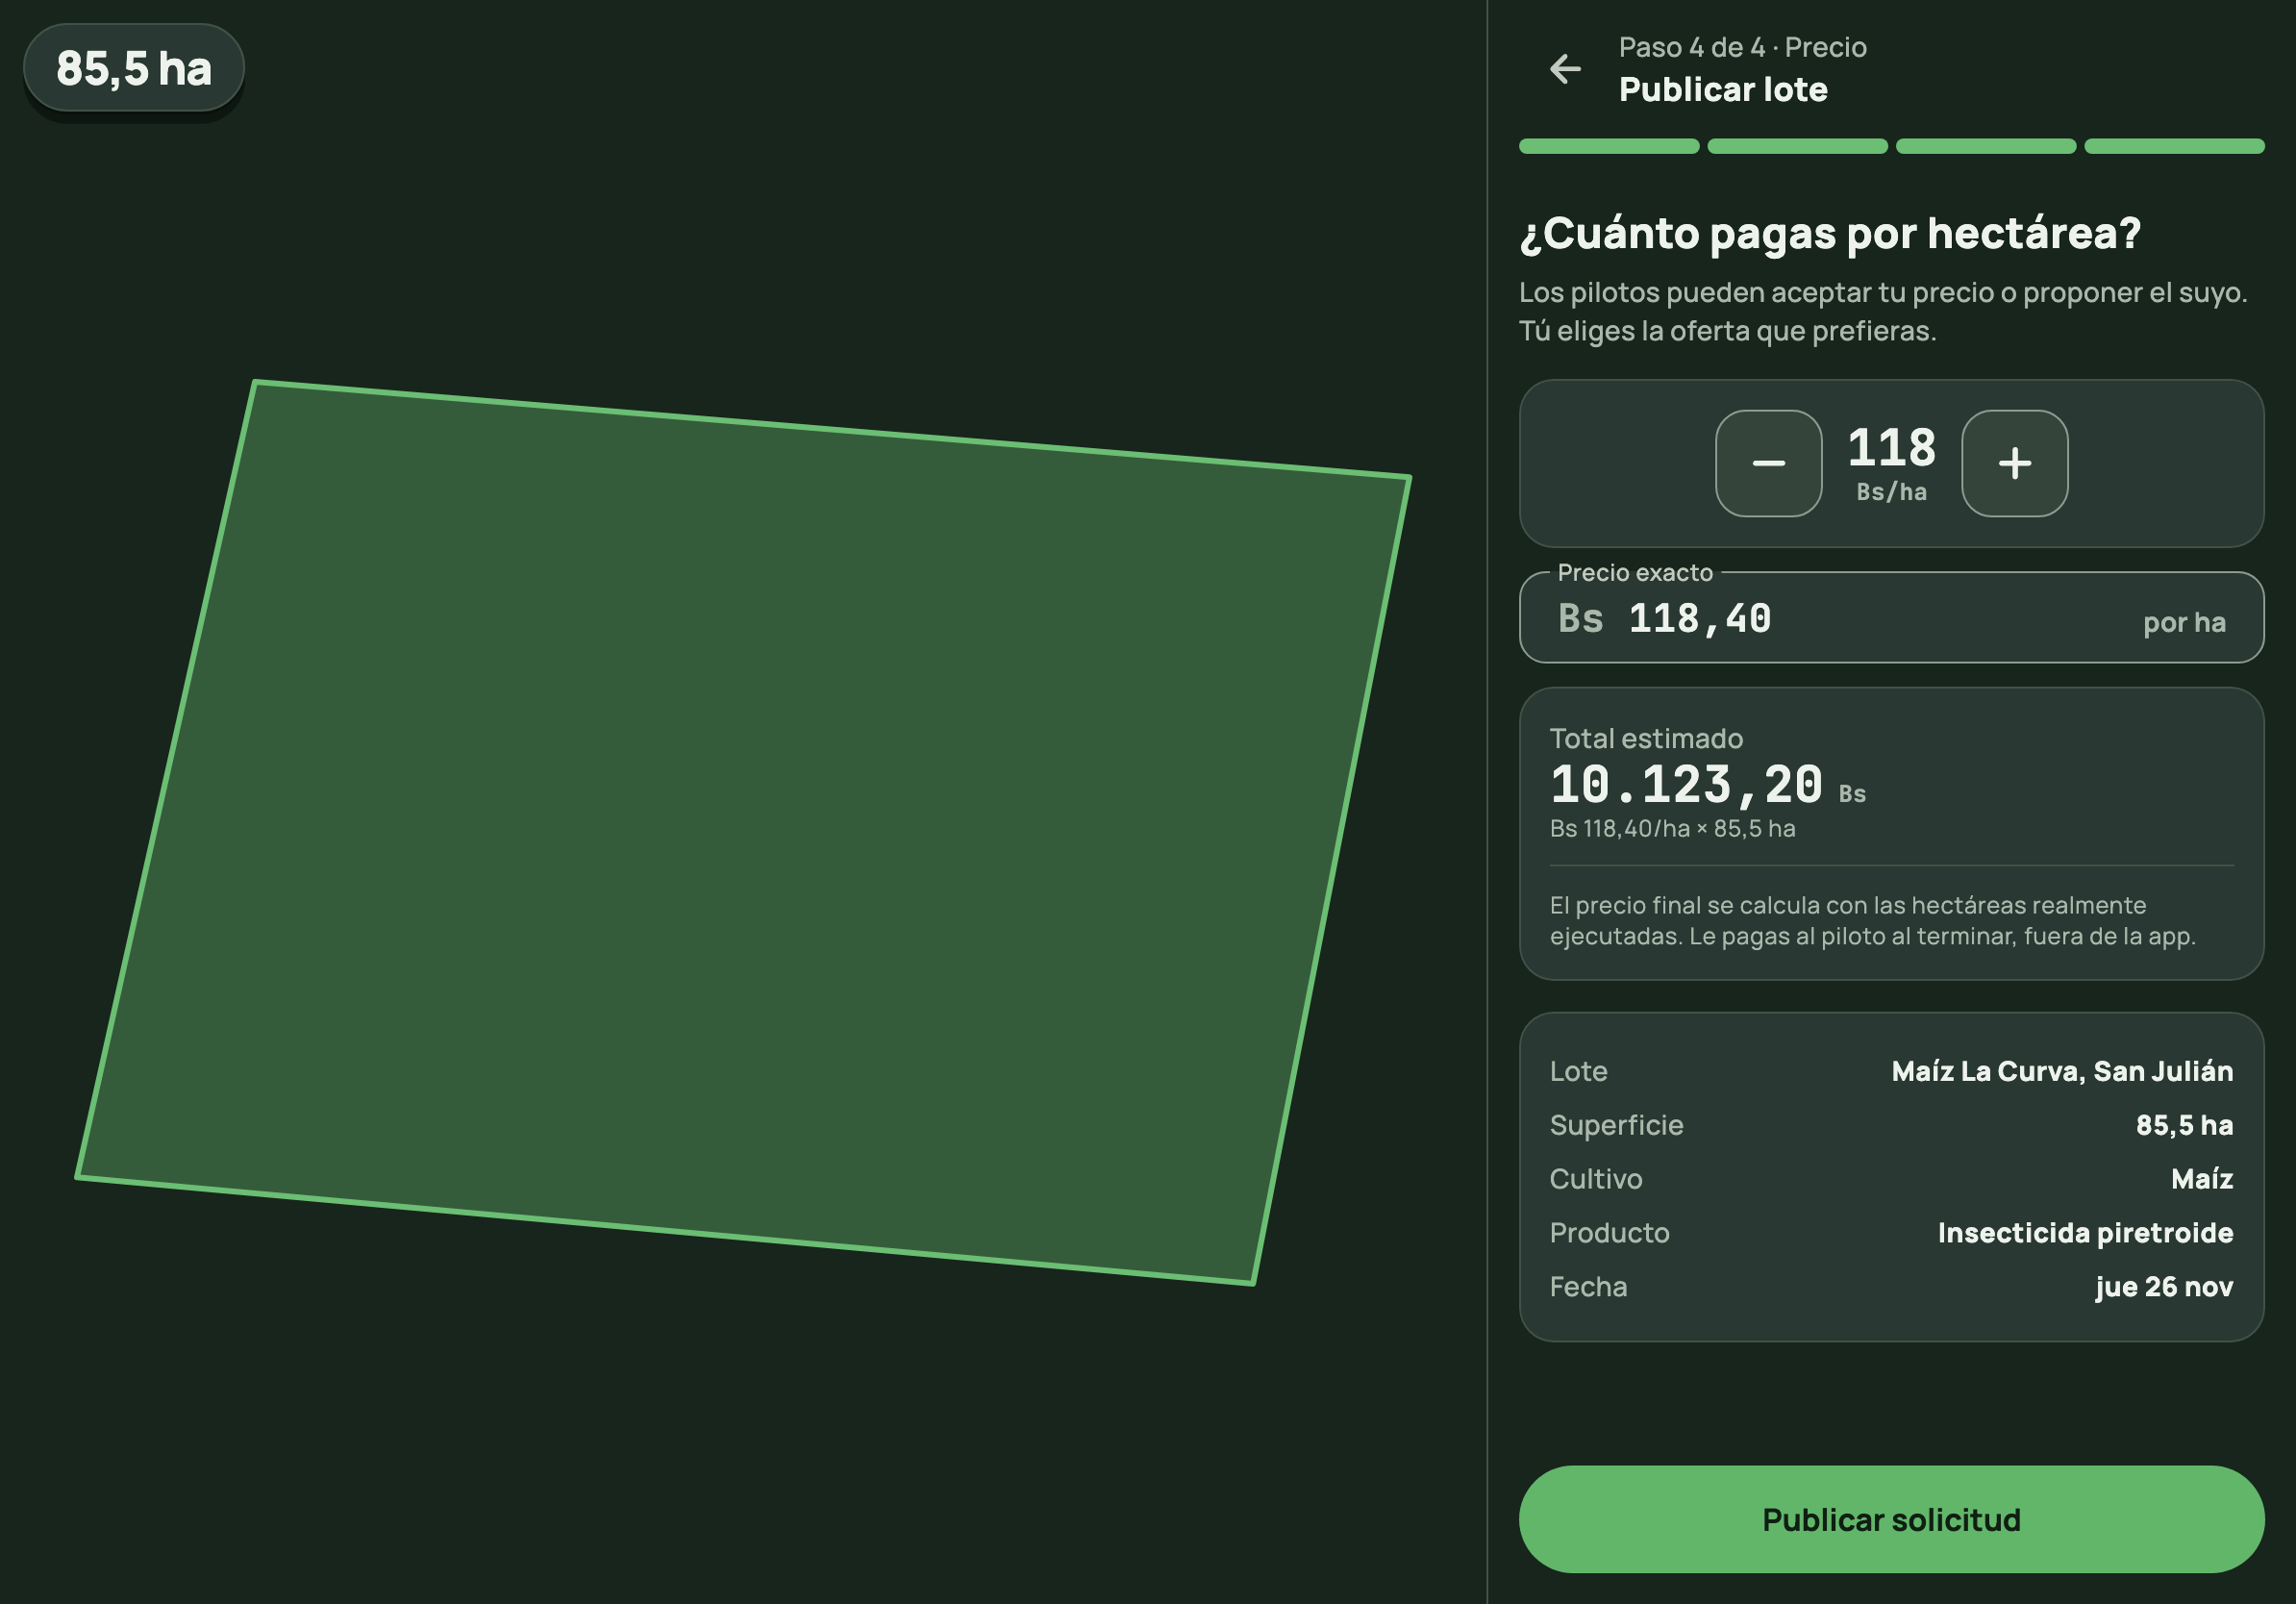 85,5 ha
Paso 4 de 4 · Precio
Publicar lote
¿Cuánto pagas por hectárea?
Los pilotos pueden aceptar tu precio o proponer el suyo.
Tú eliges la oferta que prefieras.
118
Bs/ha
Precio exacto
Bs 118,40 por ha
Total estimado
10.123,20 Bs
Bs 118,40/ha × 85,5 ha
El precio final se calcula con las hectáreas realmente
ejecutadas. Le pagas al piloto al terminar, fuera de la app.
Lote Maíz La Curva, San Julián
Superficie 85,5 ha
Cultivo Maíz
Producto Insecticida piretroide
Fecha jue 26 nov
Publicar solicitud